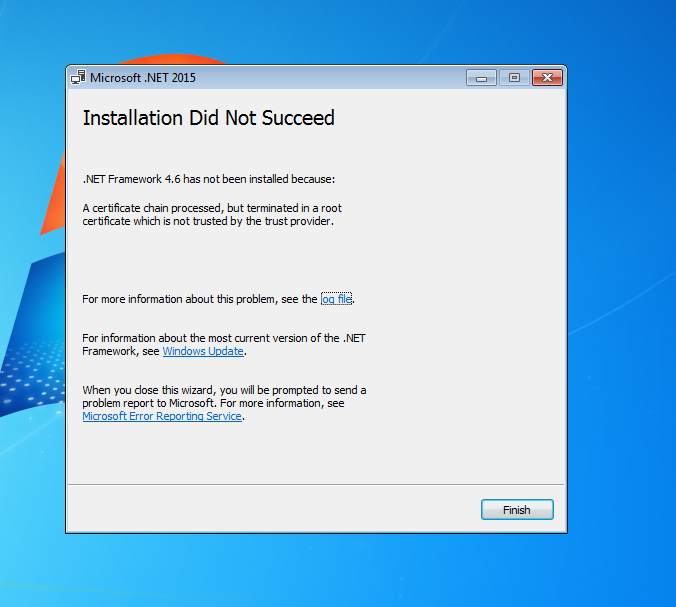 Microsoft .NET 2015
Installation Did Not Succeed
.NET Framework 4.6 has not been installed because:
A certificate chain processed, but terminated in a root
certificate which is not trusted by the trust provider.
For more information about this problem, see the log file.
For information about the most current version of the .NET
Framework, see Windows Update.
When you close this wizard, you will be prompted to send a
problem report to Microsoft. For more information, see
Microsoft Error Reporting Service.
Finish